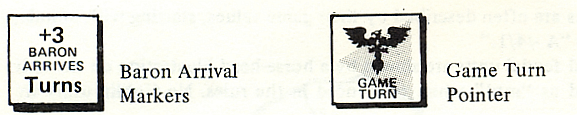 +3
BARON
ARRIVES
Turns
Baron Arrival
Markers
GAME
TURN
Game Turn
Pointer